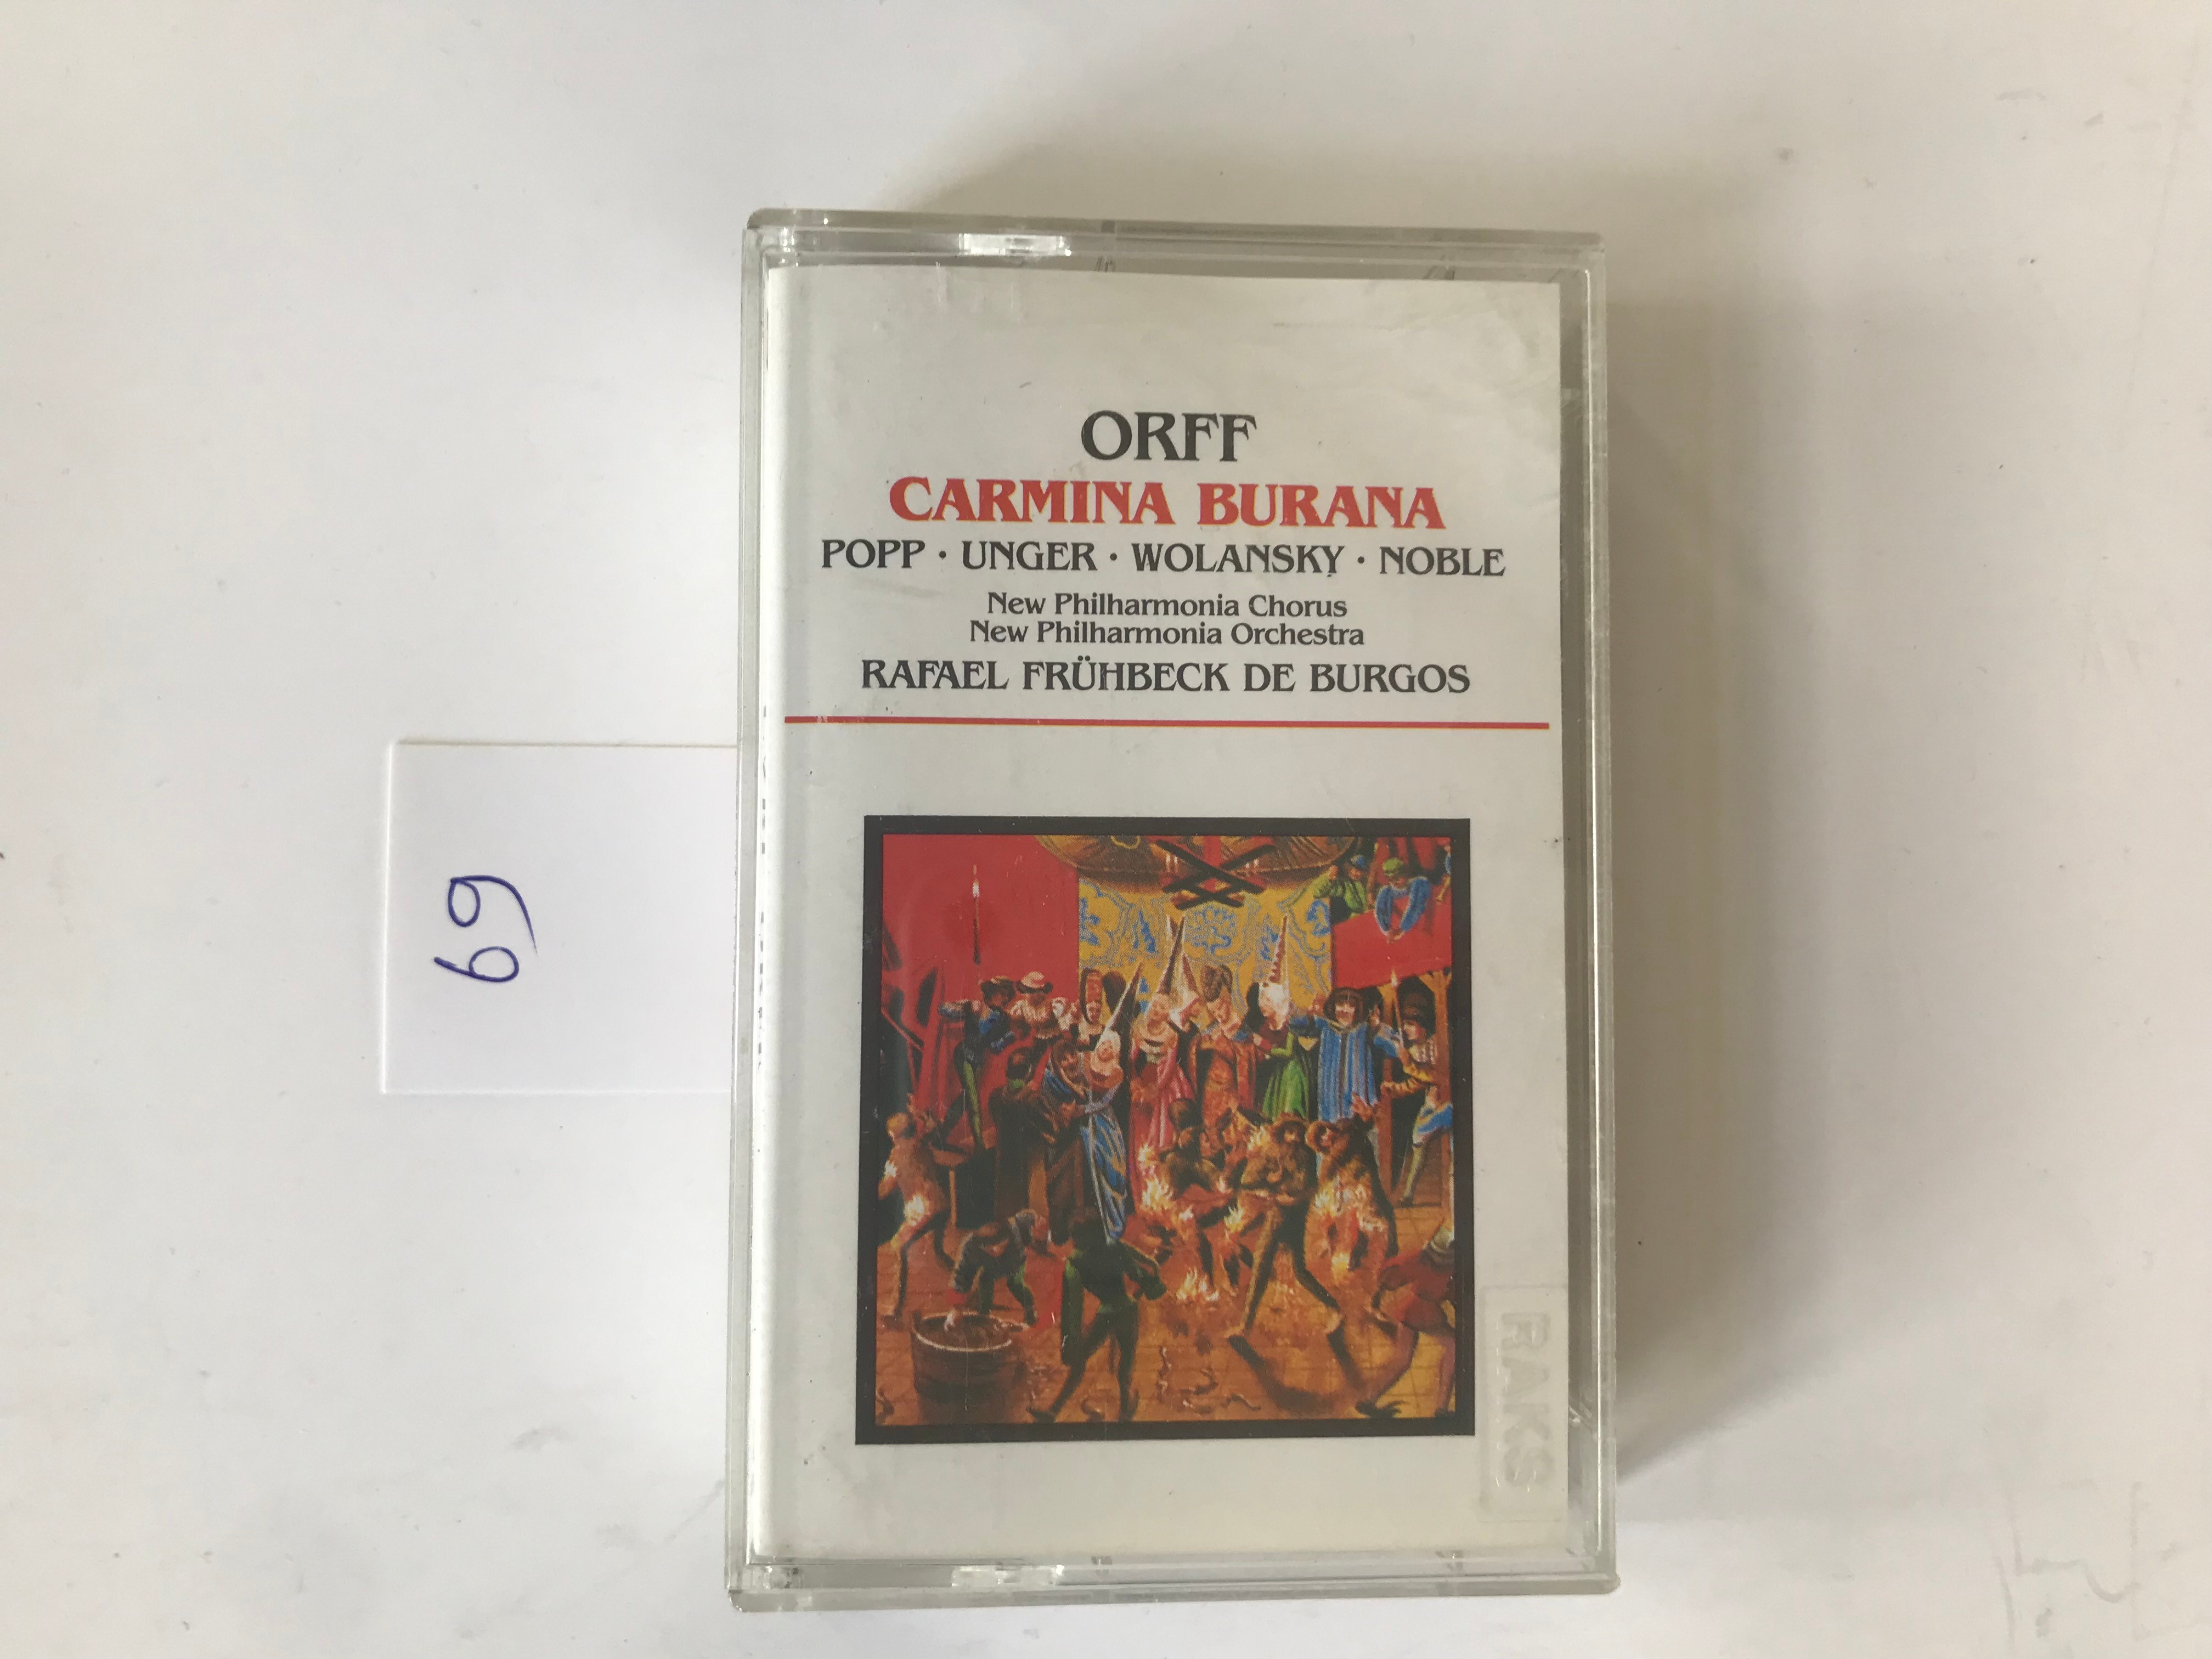 ORFF
CARMINA BURANA
POPP · UNGER · WOLANSKY · NOBLE
New Philharmonia Chorus
New Philharmonia Orchestra
RAFAEL FRÜHBECK DE BURGOS
69
RAKS